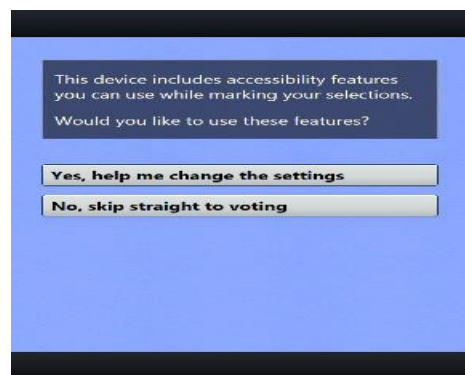 This device includes accessibility features
you can use while marking your selections.
Would you like to use these features?
Yes, help me change the settings
No, skip straight to voting